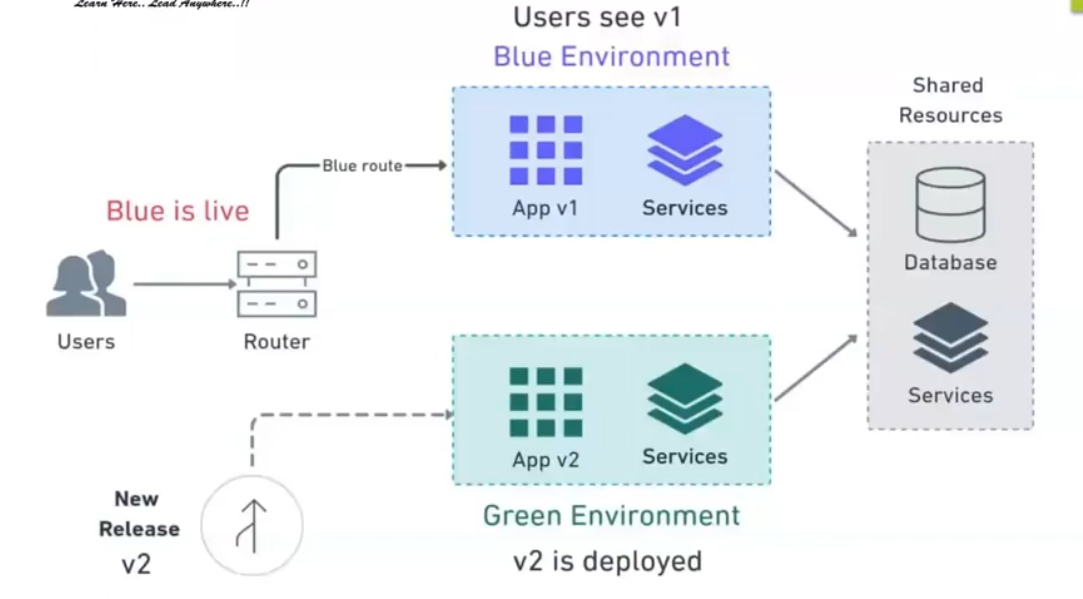 Learn Here.. Lead Anywhere..!!
Users see v1
Blue Environment
Shared
Resources
Blue route
App v1
Services
Blue is live
Database
Users
Router
Services
App v2
Services
New
Release
v2
Green Environment
v2 is deployed